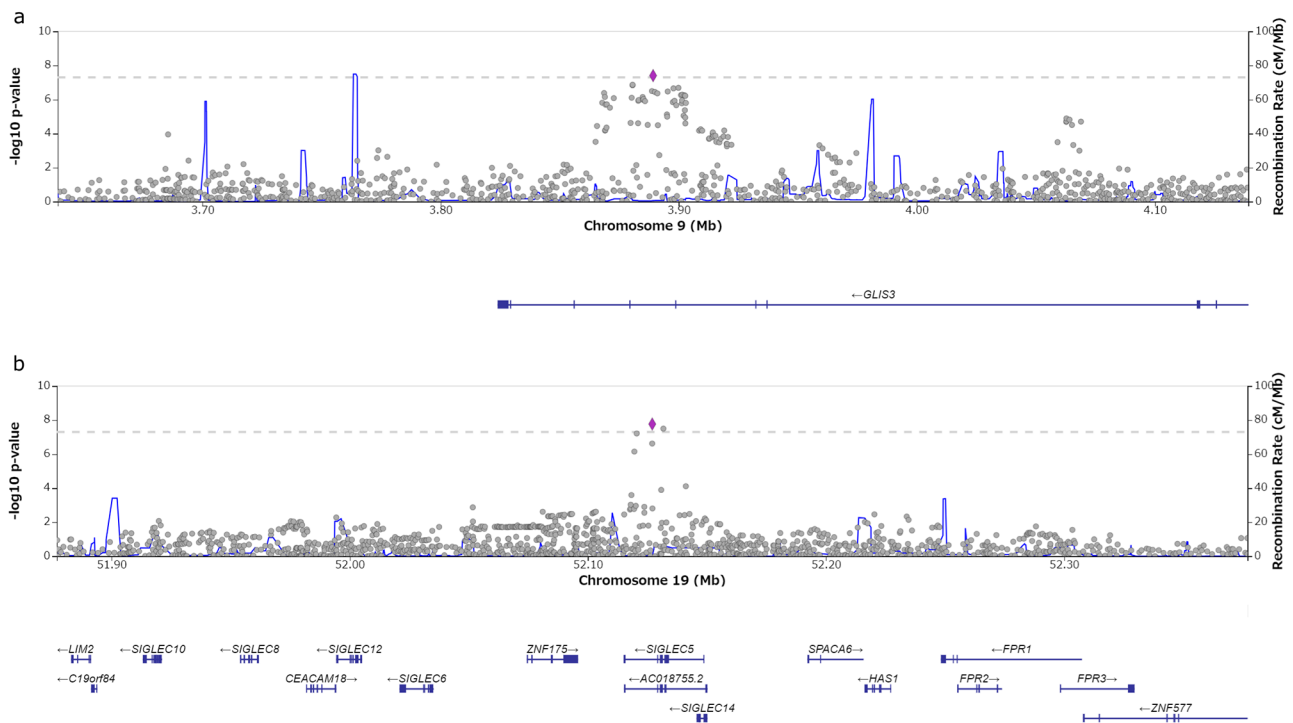 a
10 100
8 80
6 60
4 40
2 20
0 0
-log10 p-value
Recombination Rate (cM/Mb)
3.70 3.80 3.90 4.00 4.10
Chromosome 9 (Mb)
←GLIS3
b
10 100
8 80
6 60
4 40
2 20
0 0
-log10 p-value
Recombination Rate (cM/Mb)
51.90 52.00 52.10 52.20 52.30
Chromosome 19 (Mb)
←LIM2 ←SIGLEC10 ←SIGLEC8 ←SIGLEC12 ZNF175→ ←SIGLEC5 SPACA6→ ←FPR1
←C19orf84 CEACAM18→ ←SIGLEC6 ←AC018755.2 ←HAS1 FPR2→ FPR3→
←SIGLEC14 ←ZNF577